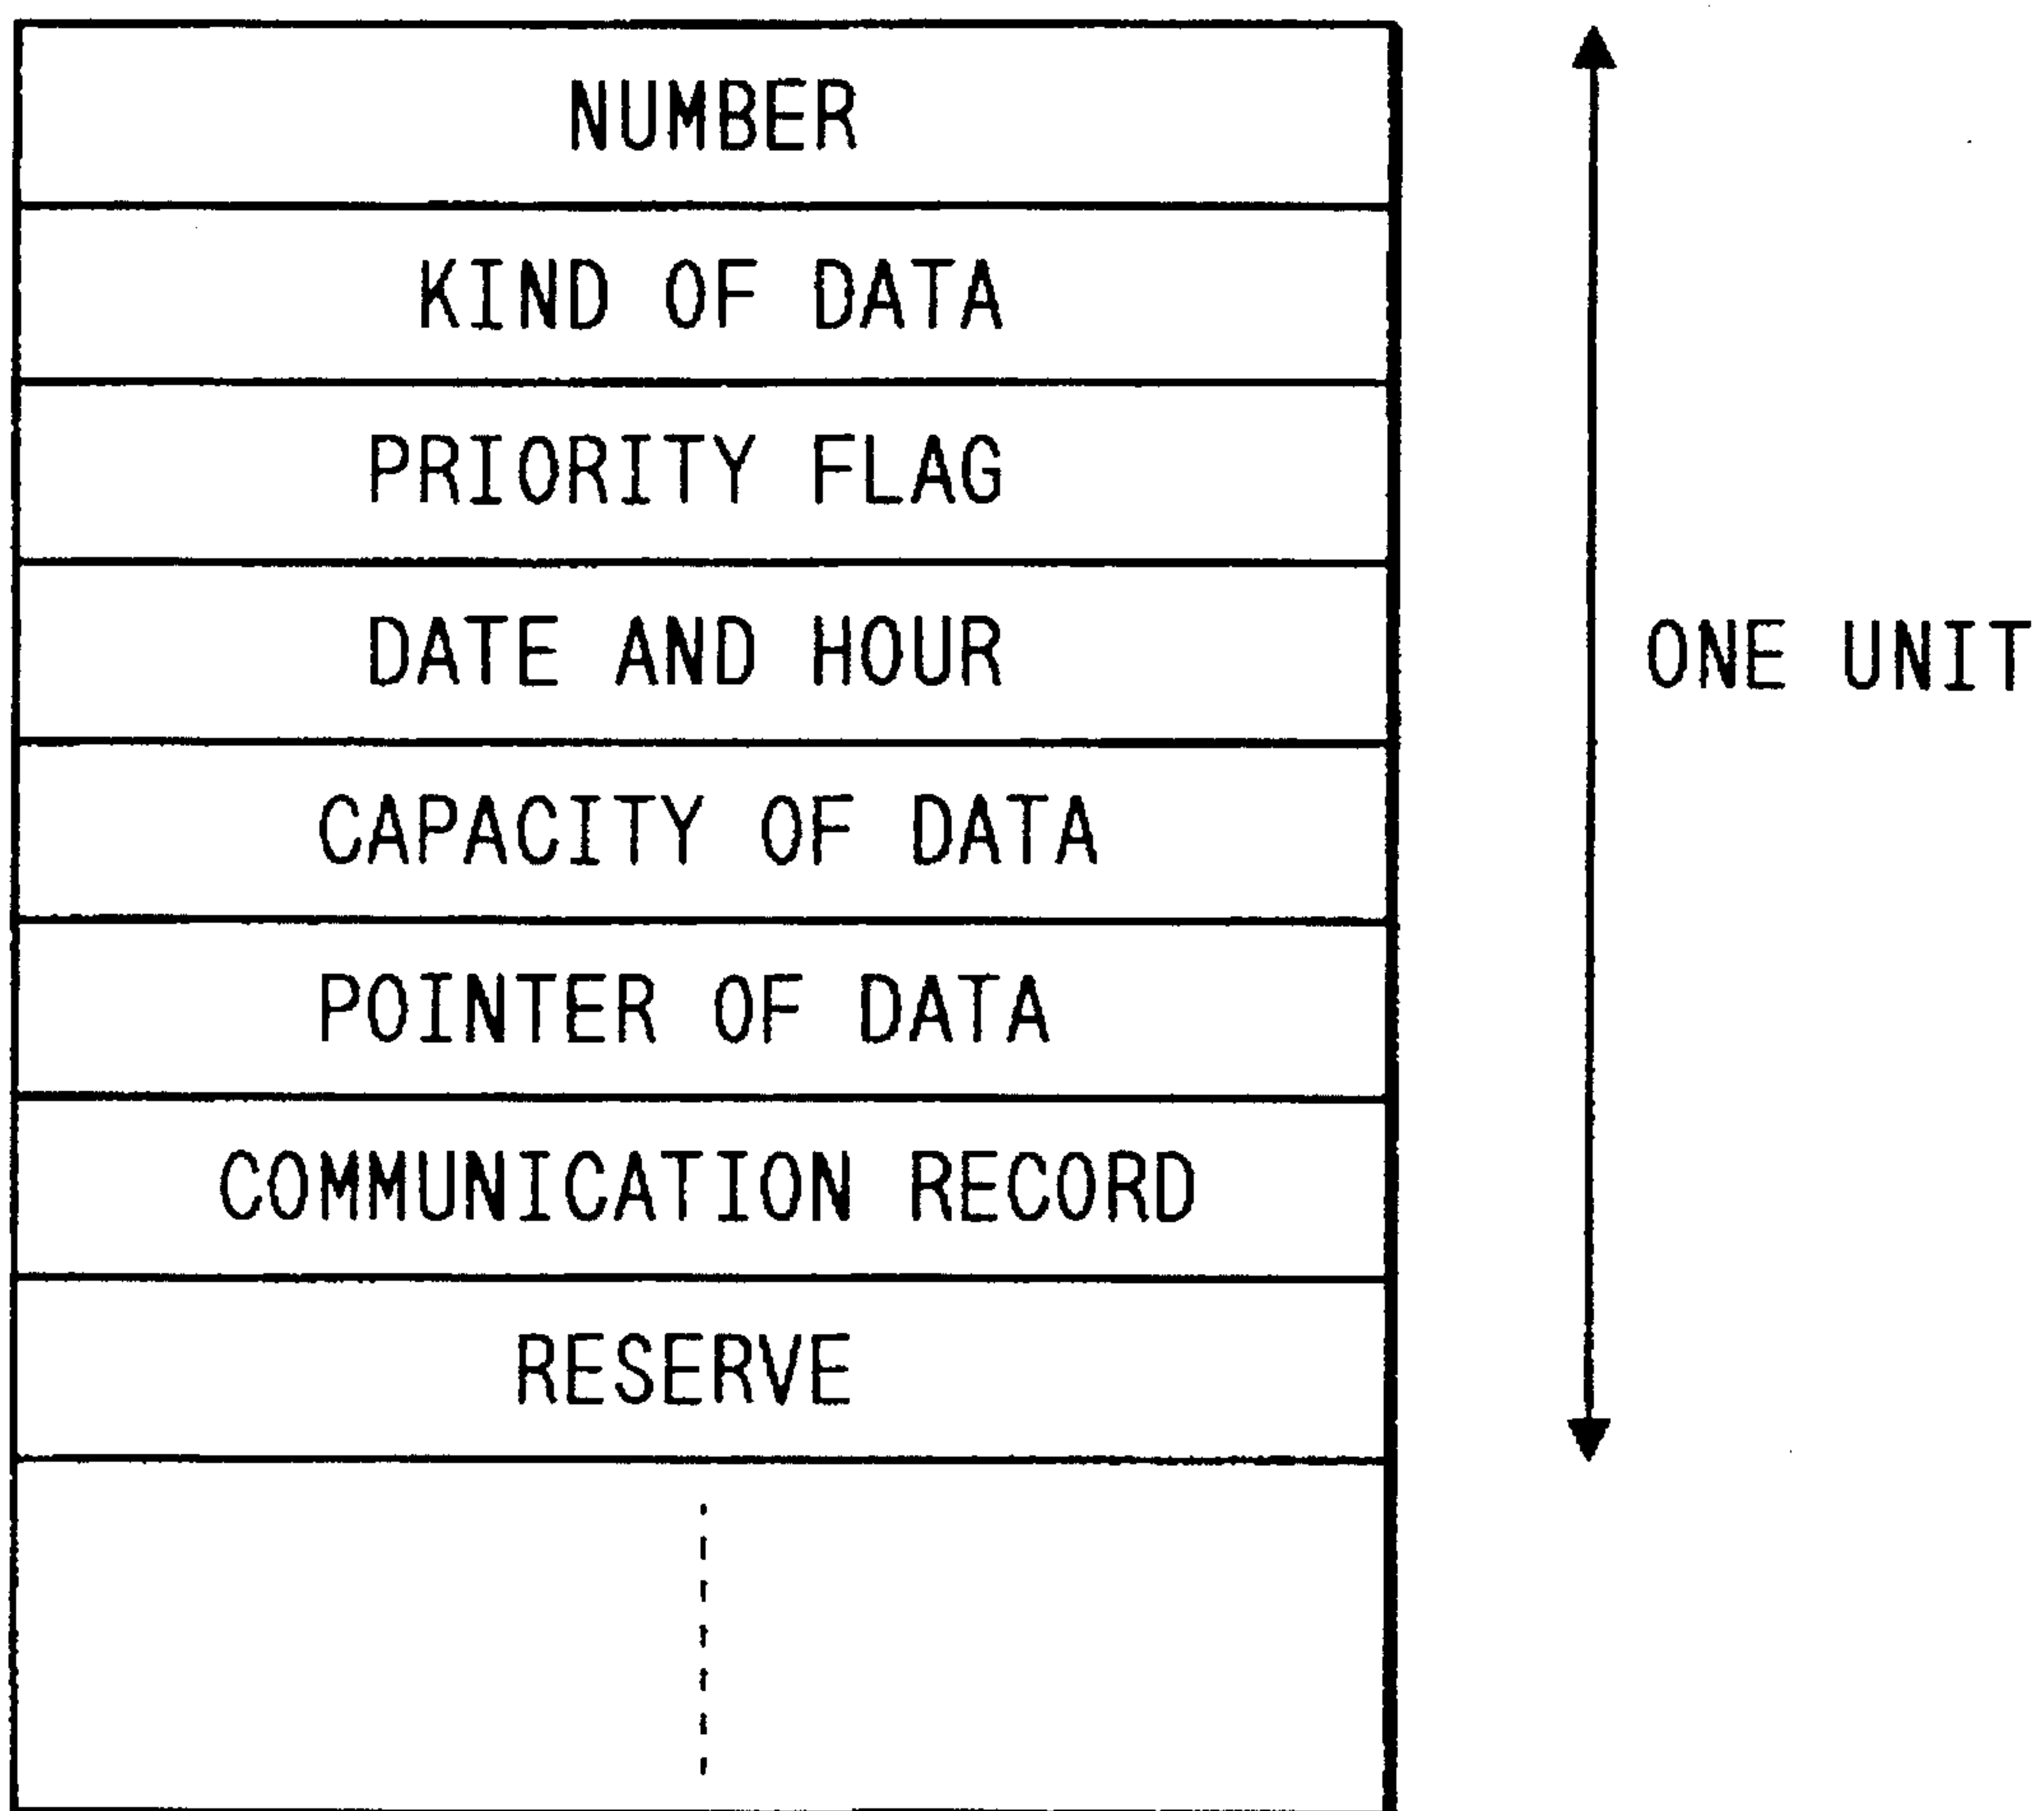 NUMBER
KIND OF DATA
PRIORITY FLAG
DATE AND HOUR
ONE UNIT
CAPACITY OF DATA
POINTER OF DATA
COMMUNICATION RECORD
RESERVE